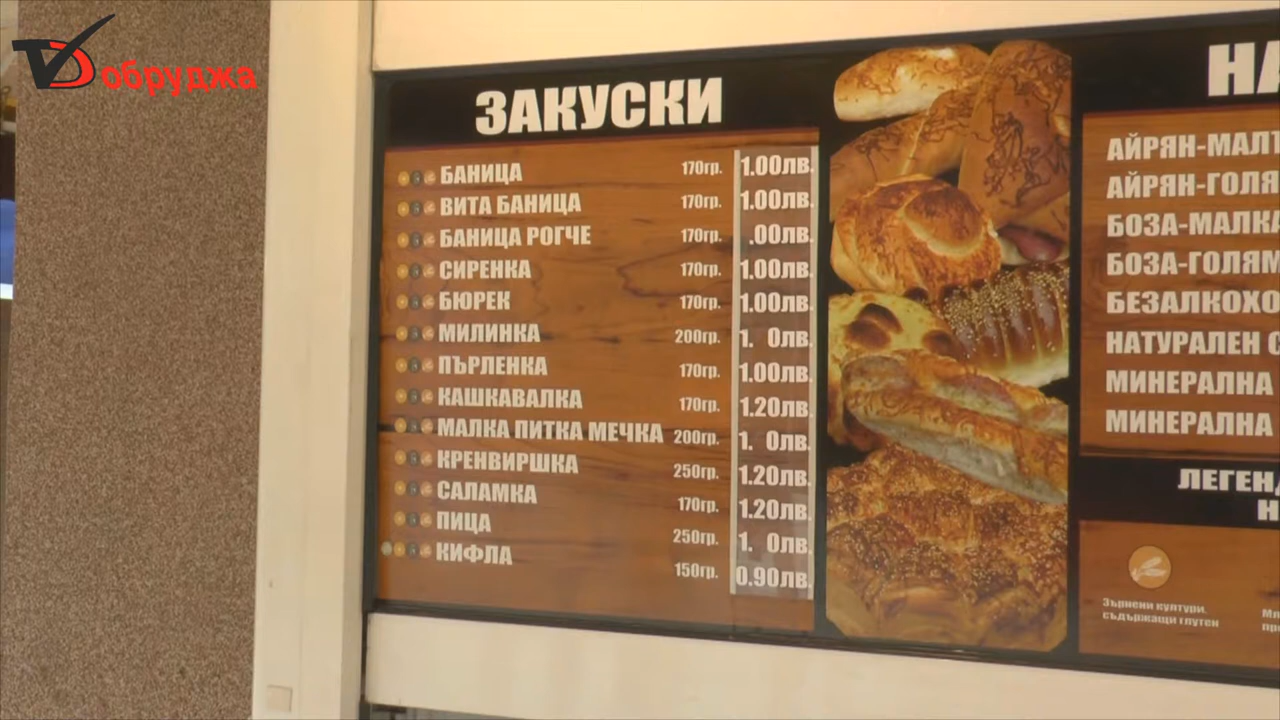 Добруджа
ЗАКУСКИ
БАНИЦА 170гр. 1.00лв.
ВИТА БАНИЦА 170гр. 1.00лв.
БАНИЦА РОГЧЕ 170гр. .00лв.
СИРЕНКА 170гр. 1.00лв.
БЮРЕК 170гр. 1.00лв.
МИЛИНКА 200гр. 1. 0лв.
ПЪРЛЕНКА 170гр. 1.00лв.
КАШКАВАЛКА 170гр. 1.20лв.
МАЛКА ПИТКА МЕЧКА 200гр. 1. 0лв.
КРЕНВИРШКА 250гр. 1.20лв.
САЛАМКА 170гр. 1.20лв.
ПИЦА 250гр. 1. 0лв.
КИФЛА 150гр. 0.90лв.
НА
АЙРЯН-МАЛ
АЙРЯН-ГОЛЯ
БОЗА-МАЛКА
БОЗА-ГОЛЯМ
БЕЗАЛКОХО
НАТУРАЛЕН С
МИНЕРАЛНА
МИНЕРАЛНА
ЛЕГЕНД
Н
Зърнени култури,
съдържащи глутен